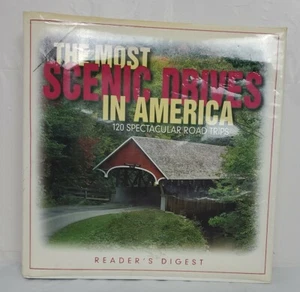 THE MOST
SCENIC DRIVES
IN AMERICA
120 SPECTACULAR ROAD TRIPS
READER'S DIGEST